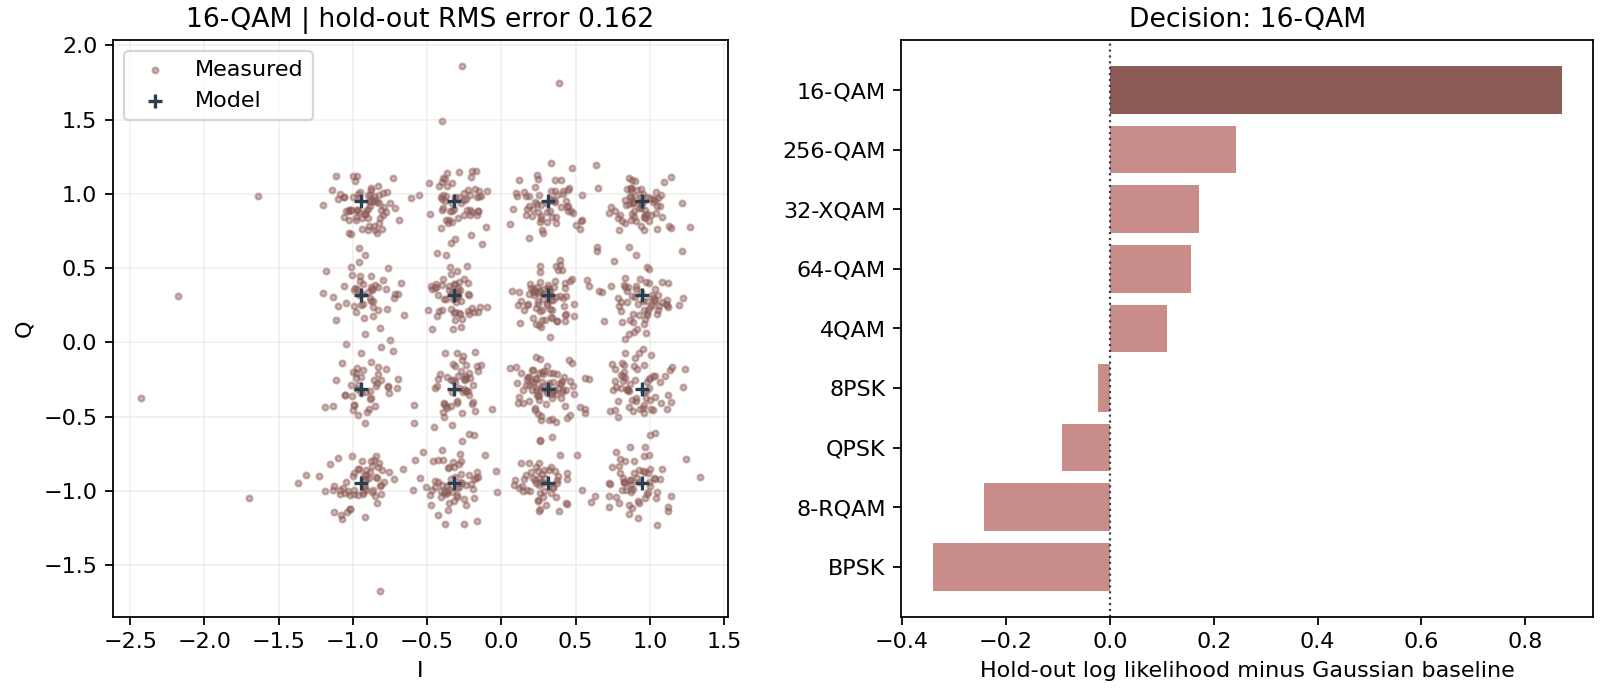 16-QAM | hold-out RMS error 0.162
Measured
Model
Q
2.0
1.5
1.0
0.5
0.0
−0.5
−1.0
−1.5
−2.5
−2.0
−1.5
−1.0
−0.5
0.0
0.5
1.0
1.5
I
Decision: 16-QAM
16-QAM
256-QAM
32-XQAM
64-QAM
4QAM
8PSK
QPSK
8-RQAM
BPSK
−0.4
−0.2
0.0
0.2
0.4
0.6
0.8
Hold-out log likelihood minus Gaussian baseline